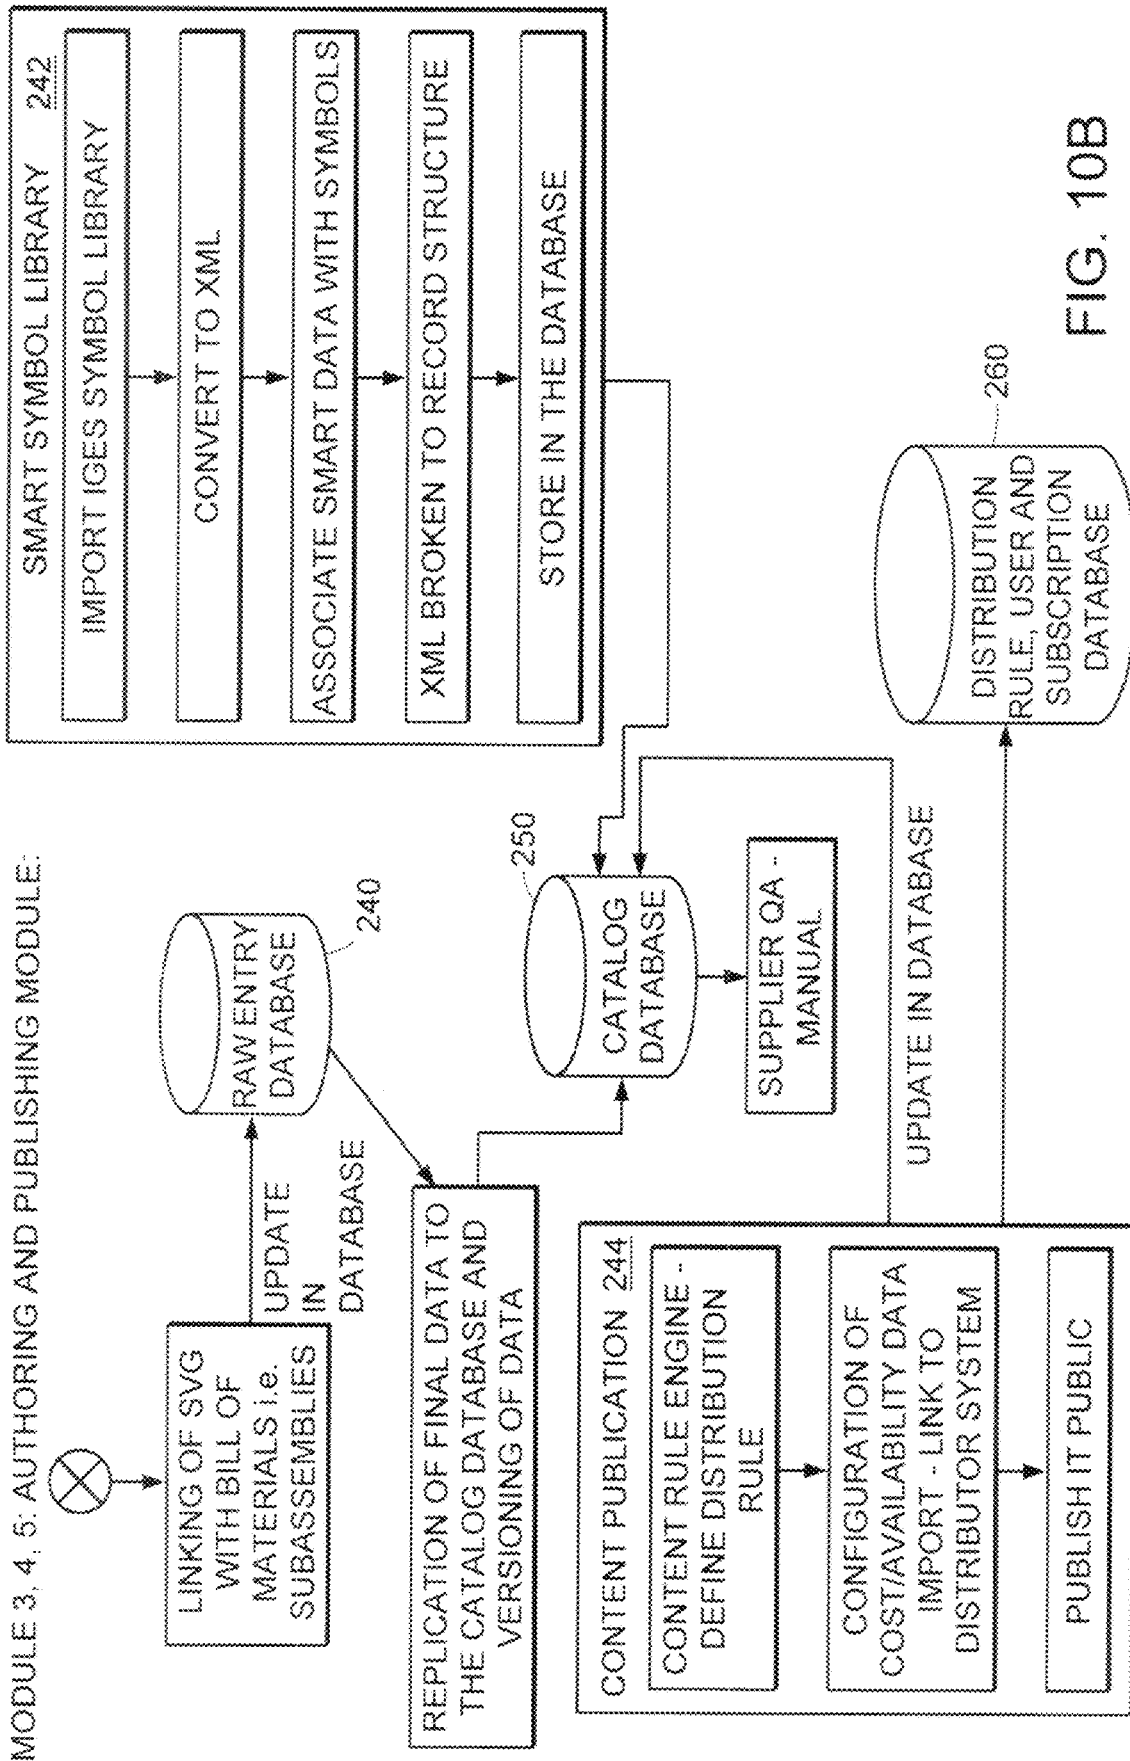 MODULE 3, 4, 5: AUTHORING AND PUBLISHING MODULE:
LINKING OF SVG
WITH BILL OF
MATERIALS i.e.
SUBASSEMBLIES
UPDATE
IN
DATABASE
RAW ENTRY
DATABASE
240
REPLICATION OF FINAL DATA TO
THE CATALOG DATABASE AND
VERSIONING OF DATA
CONTENT PUBLICATION 244
CONTENT RULE ENGINE -
DEFINE DISTRIBUTION
RULE
CONFIGURATION OF
COST/AVAILABILITY DATA
IMPORT - LINK TO
DISTRIBUTOR SYSTEM
PUBLISH IT PUBLIC
250
CATALOG
DATABASE
SUPPLIER QA -
MANUAL
UPDATE IN DATABASE
SMART SYMBOL LIBRARY 242
IMPORT IGES SYMBOL LIBRARY
CONVERT TO XML
ASSOCIATE SMART DATA WITH SYMBOLS
XML BROKEN TO RECORD STRUCTURE
STORE IN THE DATABASE
260
DISTRIBUTION
RULE, USER AND
SUBSCRIPTION
DATABASE
FIG. 10B